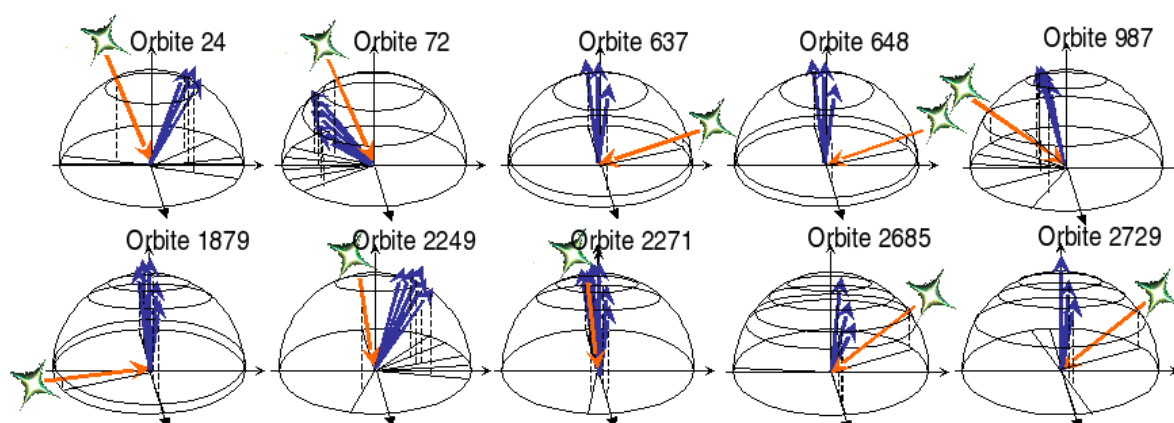 Orbite 24
Orbite 72
Orbite 637
Orbite 648
Orbite 987
Orbite 1879
Orbite 2249
Orbite 2271
Orbite 2685
Orbite 2729